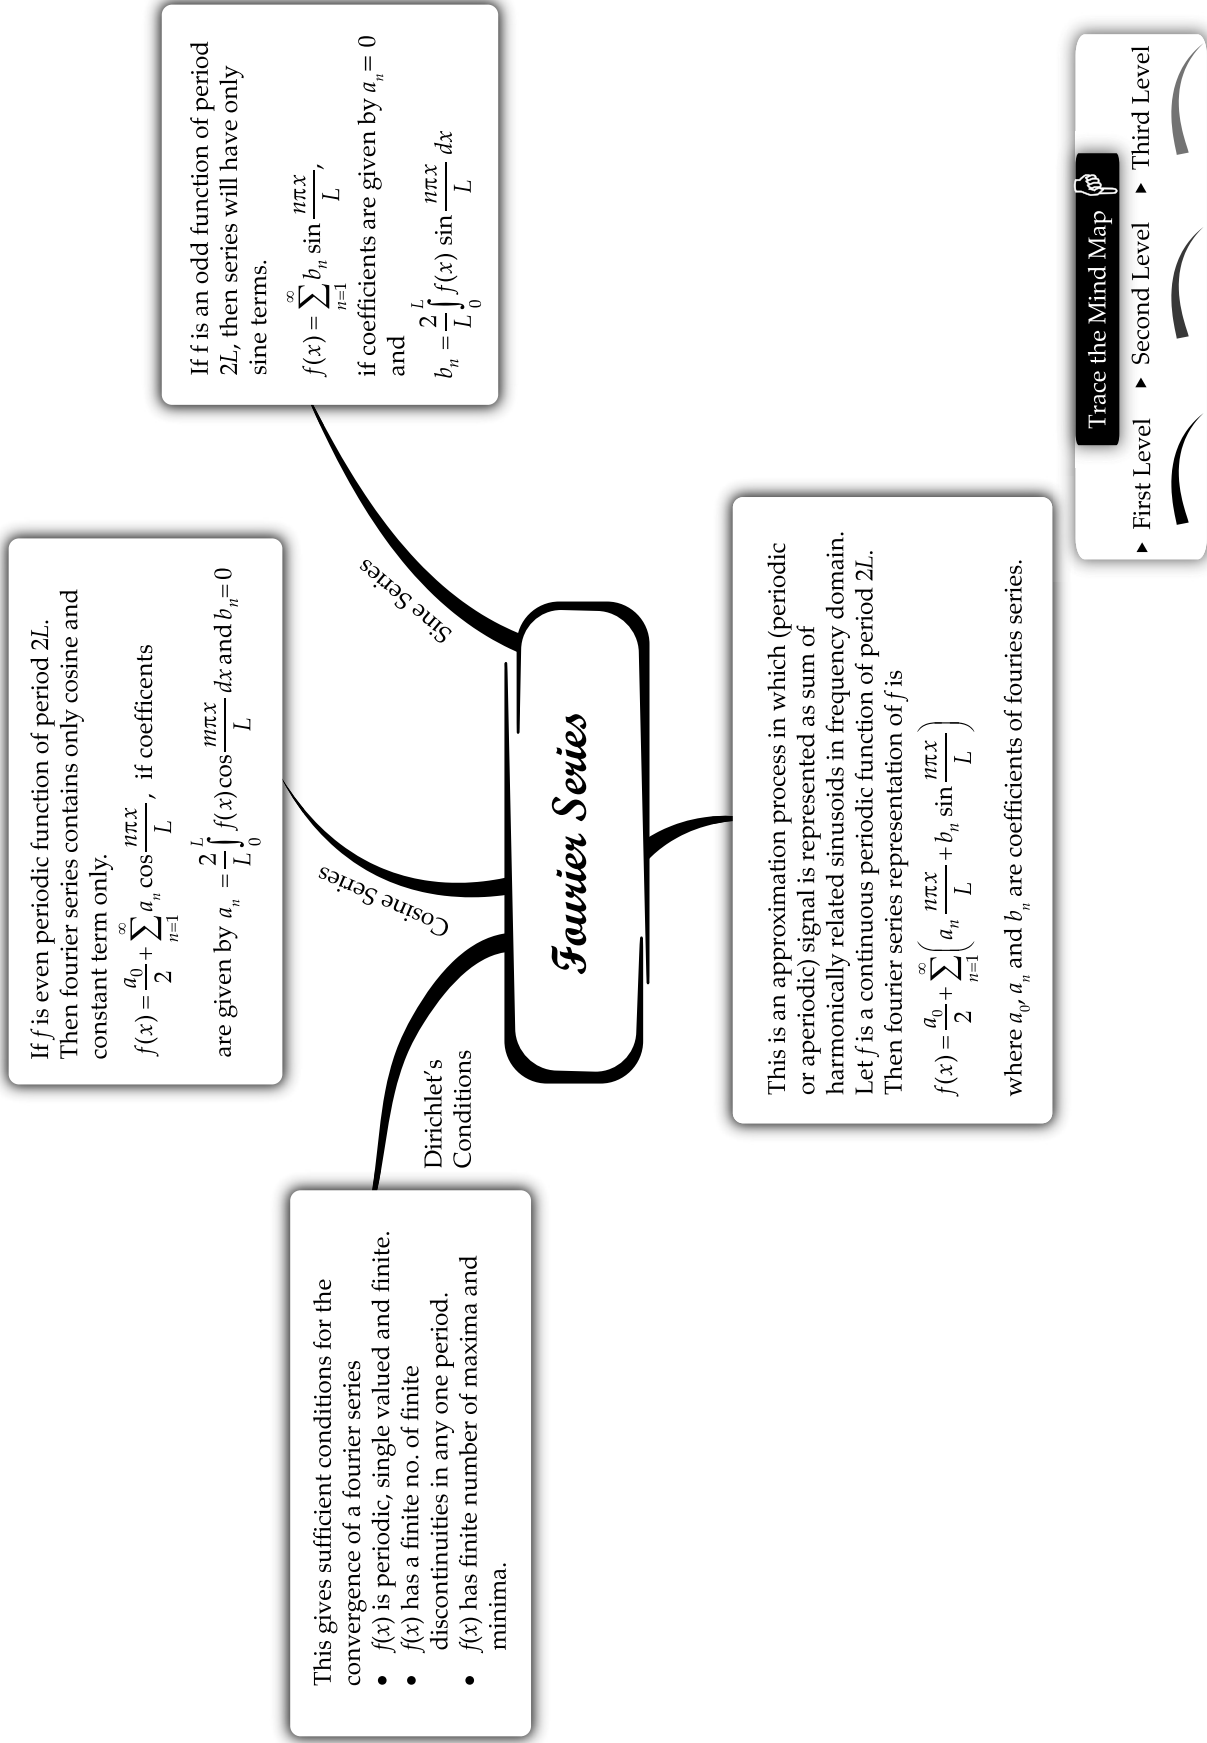 If f is even periodic function of period 2L.
Then fourier series contains only cosine and
constant term only.
f(x) = a₀/2 + ∑_{n=1}^{∞} aₙ cos nπx/L, if coefficents
are given by aₙ = 2/L ∫₀^L f(x)cos mπx/L dx and bₙ=0
If f is an odd function of period
2L, then series will have only
sine terms.
f(x) = ∑_{n=1}^{∞} bₙ sin nπx/L,
if coefficients are given by aₙ = 0
and
bₙ = 2/L ∫₀^L f(x) sin nπx/L dx
Sine Series
Cosine Series
Dirichlet's
Conditions
This gives sufficient conditions for the
convergence of a fourier series
• f(x) is periodic, single valued and finite.
• f(x) has a finite no. of finite
discontinuities in any one period.
• f(x) has finite number of maxima and
minima.
Fourier Series
This is an approximation process in which (periodic
or aperiodic) signal is represented as sum of
harmonically related sinusoids in frequency domain.
Let f is a continuous periodic function of period 2L.
Then fourier series representation of f is
f(x) = a₀/2 + ∑_{n=1}^{∞} (aₙ nπx/L + bₙ sin nπx/L)
where a₀, aₙ and bₙ are coefficients of fouries series.
Trace the Mind Map
▸ First Level ▸ Second Level ▸ Third Level